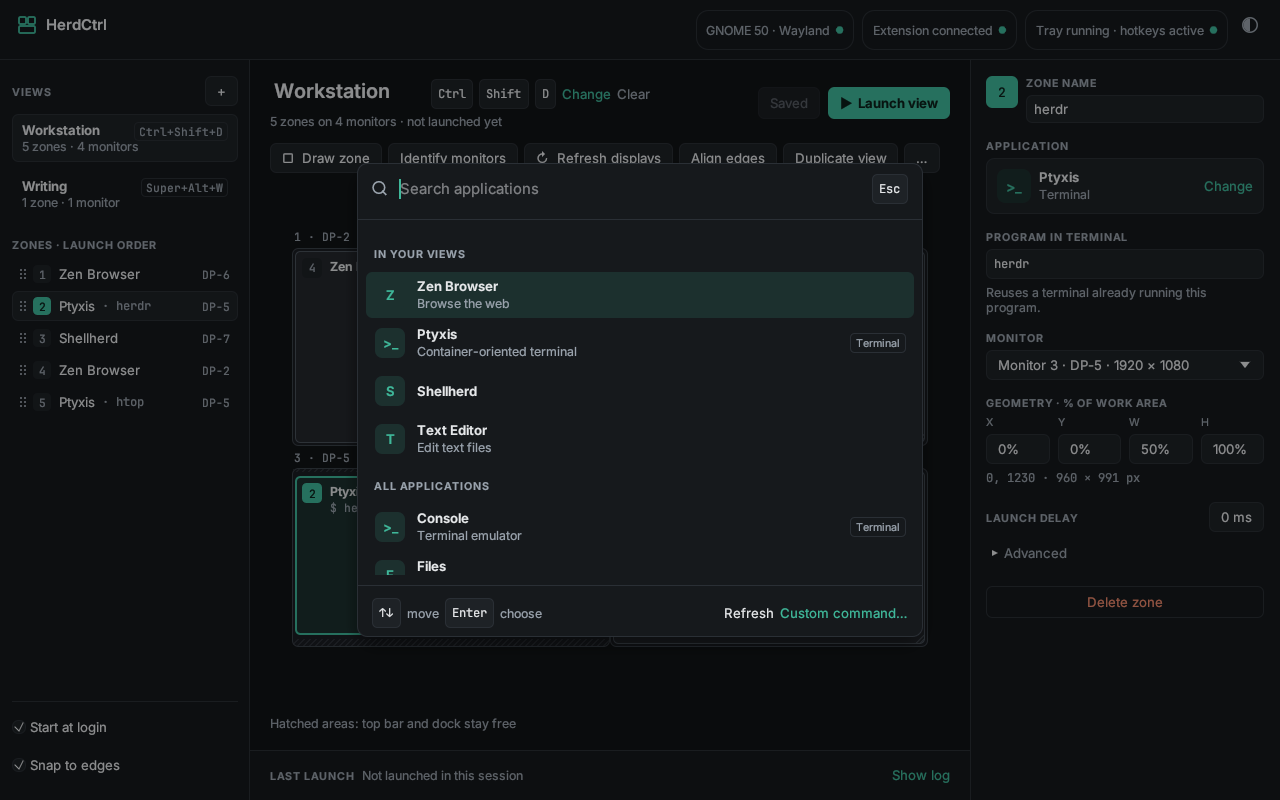 HerdCtrl
GNOME 50 · Wayland
Extension connected
Tray running · hotkeys active
VIEWS
+
Workstation
Ctrl+Shift+D
5 zones · 4 monitors
Writing
Super+Alt+W
1 zone · 1 monitor
ZONES · LAUNCH ORDER
1 Zen Browser DP-6
2 Ptyxis · herdr DP-5
3 Shellherd DP-7
4 Zen Browser DP-2
5 Ptyxis · htop DP-5
Start at login
Snap to edges
Workstation
Ctrl Shift D Change Clear
5 zones on 4 monitors · not launched yet
Saved
Launch view
Draw zone
Identify monitors
Refresh displays
Align edges
Duplicate view
...
1 · DP-2
4 Zen
3 · DP-5
2 Ptyxi
$ he
Search applications
Esc
IN YOUR VIEWS
Z
Zen Browser
Browse the web
>_
Ptyxis
Container-oriented terminal
Terminal
S
Shellherd
T
Text Editor
Edit text files
ALL APPLICATIONS
>_
Console
Terminal emulator
Terminal
F
Files
↑↓ move Enter choose
Refresh Custom command...
Hatched areas: top bar and dock stay free
LAST LAUNCH Not launched in this session
Show log
2
ZONE NAME
herdr
APPLICATION
>_
Ptyxis
Terminal
Change
PROGRAM IN TERMINAL
herdr
Reuses a terminal already running this
program.
MONITOR
Monitor 3 · DP-5 · 1920 × 1080
GEOMETRY · % OF WORK AREA
X Y W H
0% 0% 50% 100%
0, 1230 · 960 × 991 px
LAUNCH DELAY
0 ms
Advanced
Delete zone